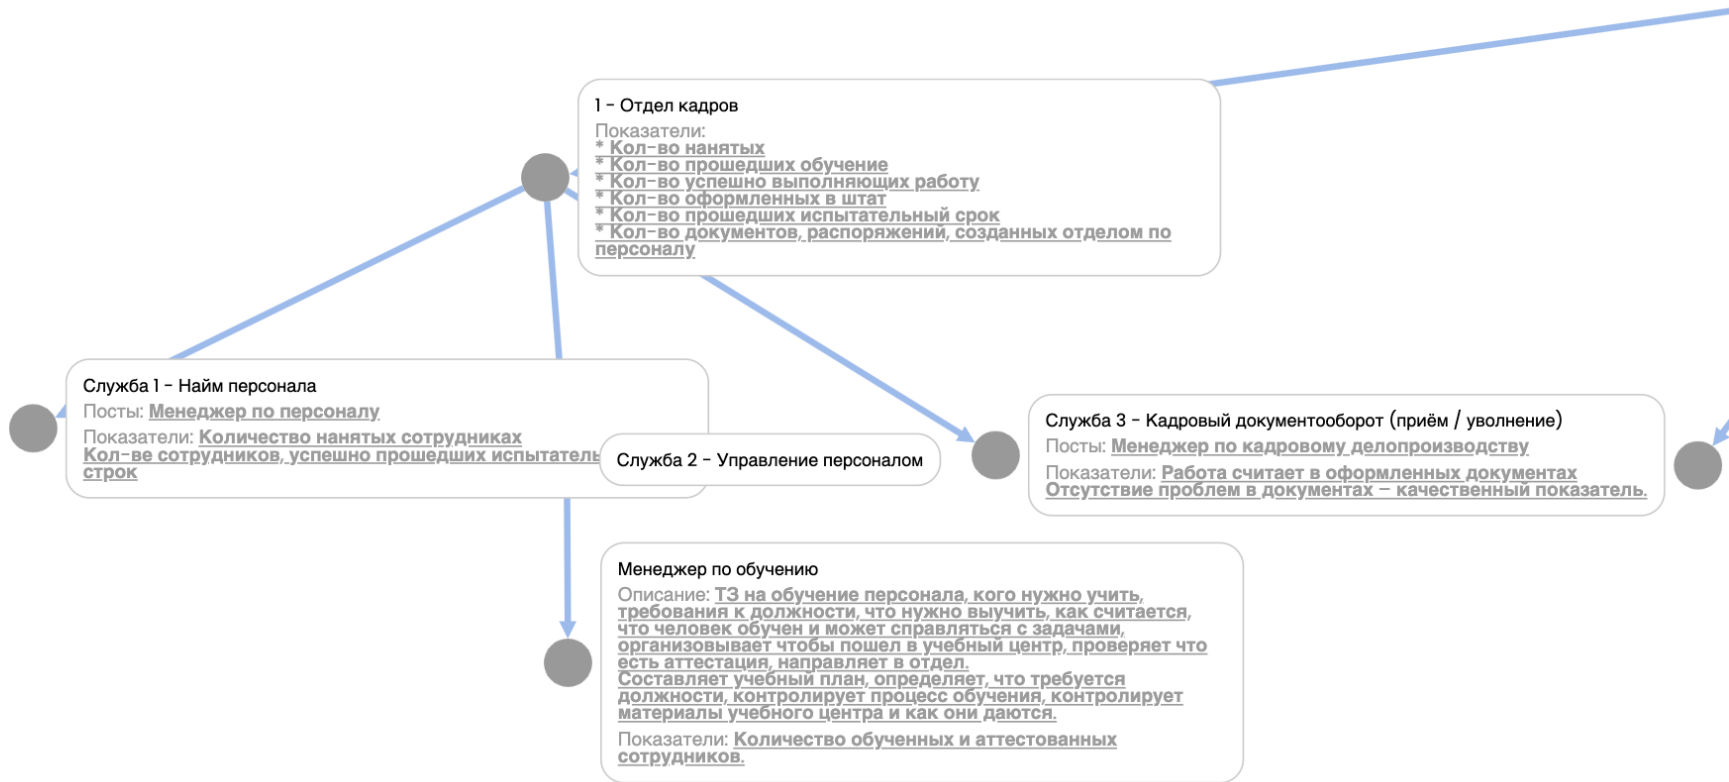 1 - Отдел кадров
Показатели:
* Кол-во нанятых
* Кол-во прошедших обучение
* Кол-во успешно выполняющих работу
* Кол-во оформленных в штат
* Кол-во прошедших испытательный срок
* Кол-во документов, распоряжений, созданных отделом по
персоналу
Служба 1 - Найм персонала
Посты: Менеджер по персоналу
Показатели: Количество нанятых сотрудниках
Кол-ве сотрудников, успешно прошедших испытатель
строк
Служба 2 - Управление персоналом
Служба 3 - Кадровый документооборот (приём / уволнение)
Посты: Менеджер по кадровому делопроизводству
Показатели: Работа считает в оформленных документах
Отсутствие проблем в документах – качественный показатель.
Менеджер по обучению
Описание: ТЗ на обучение персонала, кого нужно учить,
требования к должности, что нужно выучить, как считается,
что человек обучен и может справляться с задачами,
организовывает чтобы пошел в учебный центр, проверяет что
есть аттестация, направляет в отдел.
Составляет учебный план, определяет, что требуется
должности, контролирует процесс обучения, контролирует
материалы учебного центра и как они даются.
Показатели: Количество обученных и аттестованных
сотрудников.